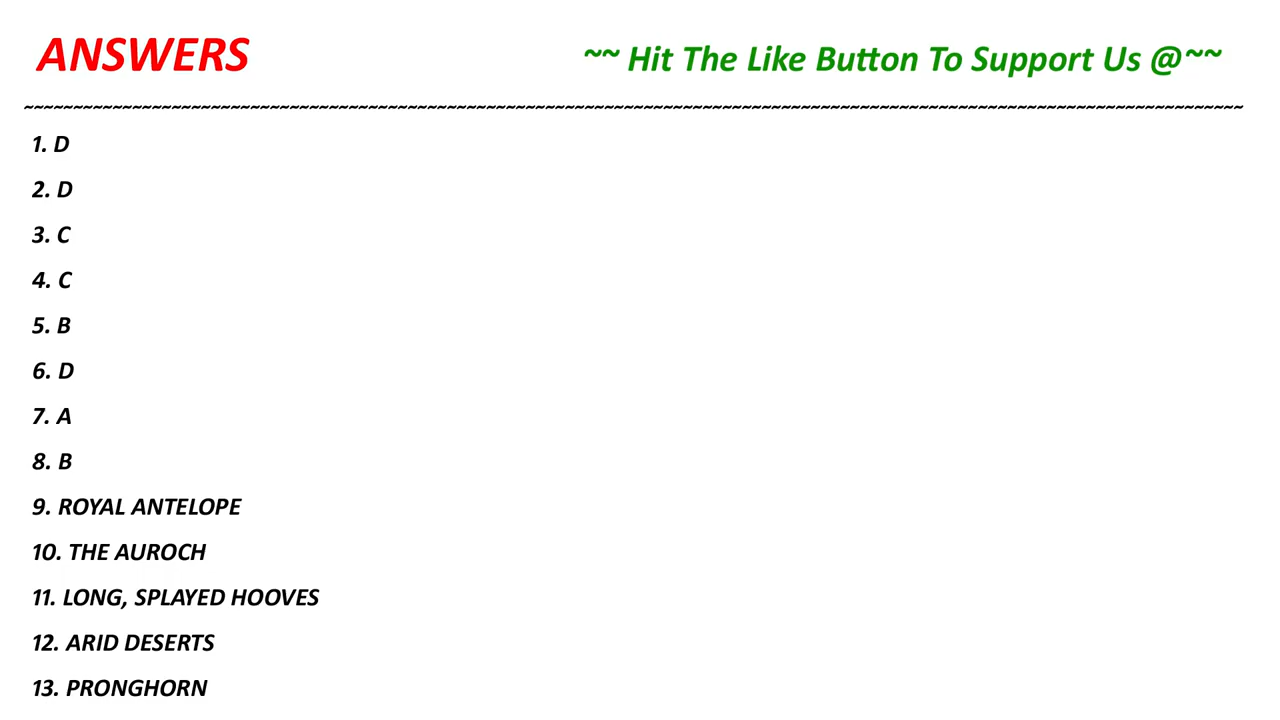 ANSWERS
~~ Hit The Like Button To Support Us @~~
~~~~~~~~~~~~~~~~~~~~~~~~~~~~~~~~~~~~~~~~~~~~~~~~~~~~~~~~~~~~~~~~~~~~~~~~~~~~~~~~~~~~~~~~~~~~~~~~~~~~~~~~~~~~~~~~~~~~~~~~~~~~
1. D
2. D
3. C
4. C
5. B
6. D
7. A
8. B
9. ROYAL ANTELOPE
10. THE AUROCH
11. LONG, SPLAYED HOOVES
12. ARID DESERTS
13. PRONGHORN